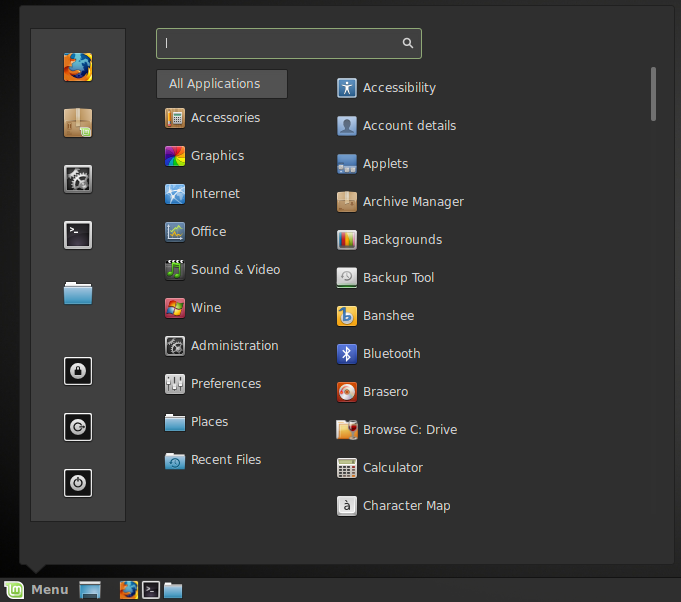 All Applications
Accessories
Graphics
Internet
Office
Sound & Video
Wine
Administration
Preferences
Places
Recent Files
Accessibility
Account details
Applets
Archive Manager
Backgrounds
Backup Tool
Banshee
Bluetooth
Brasero
Browse C: Drive
Calculator
à Character Map
Menu